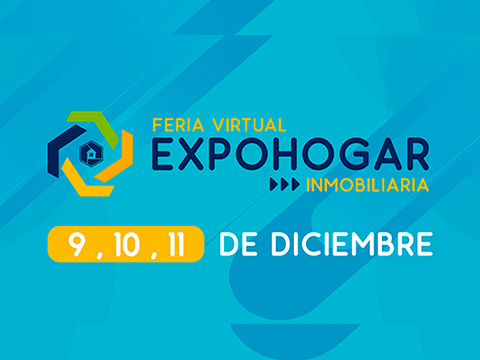 FERIA VIRTUAL
EXPOHOGAR
INMOBILIARIA
9 , 10 , 11 DE DICIEMBRE